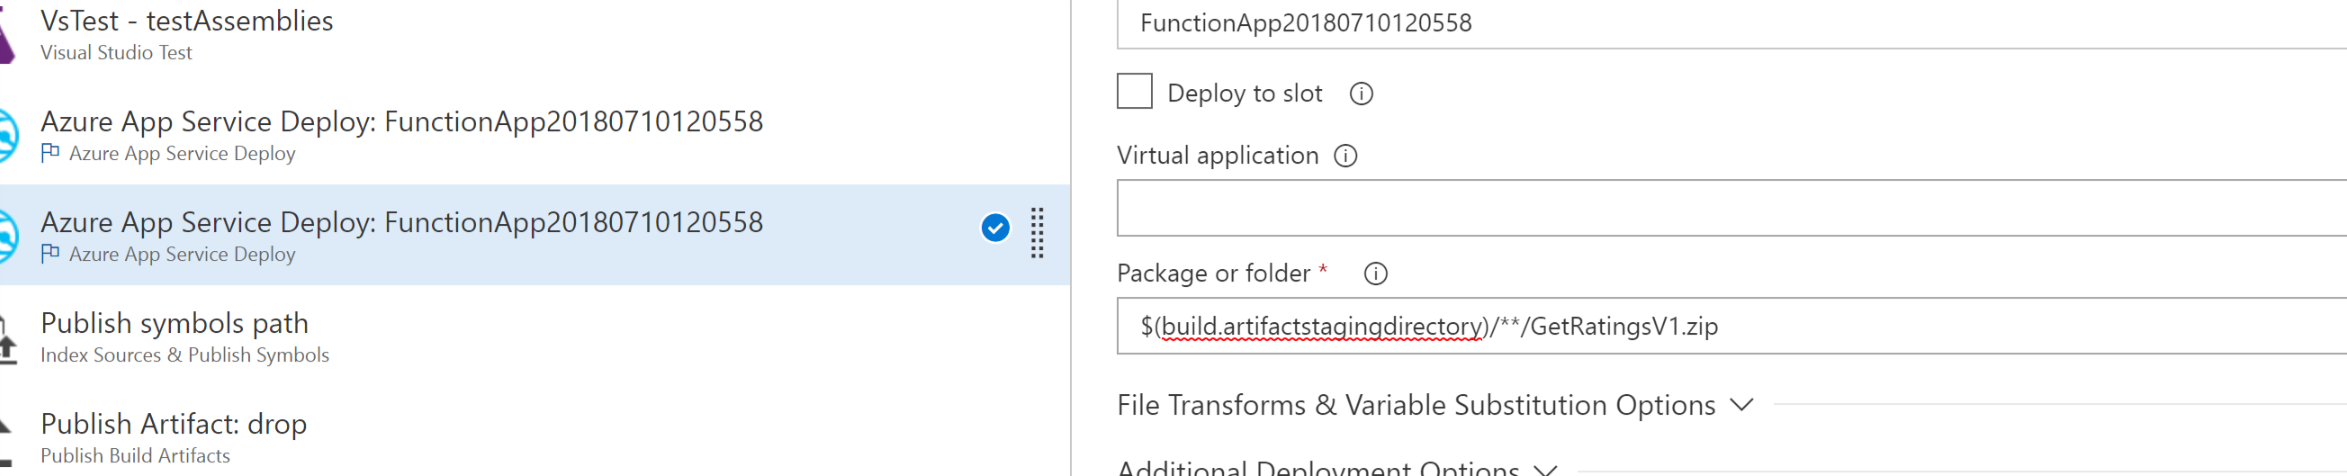 VsTest - testAssemblies
Visual Studio Test
Azure App Service Deploy: FunctionApp20180710120558
Azure App Service Deploy
Azure App Service Deploy: FunctionApp20180710120558
Azure App Service Deploy
Publish symbols path
Index Sources & Publish Symbols
Publish Artifact: drop
Publish Build Artifacts
FunctionApp20180710120558
Deploy to slot
Virtual application
Package or folder *
$(build.artifactstagingdirectory)/**/GetRatingsV1.zip
File Transforms & Variable Substitution Options
Additional Deployment Options